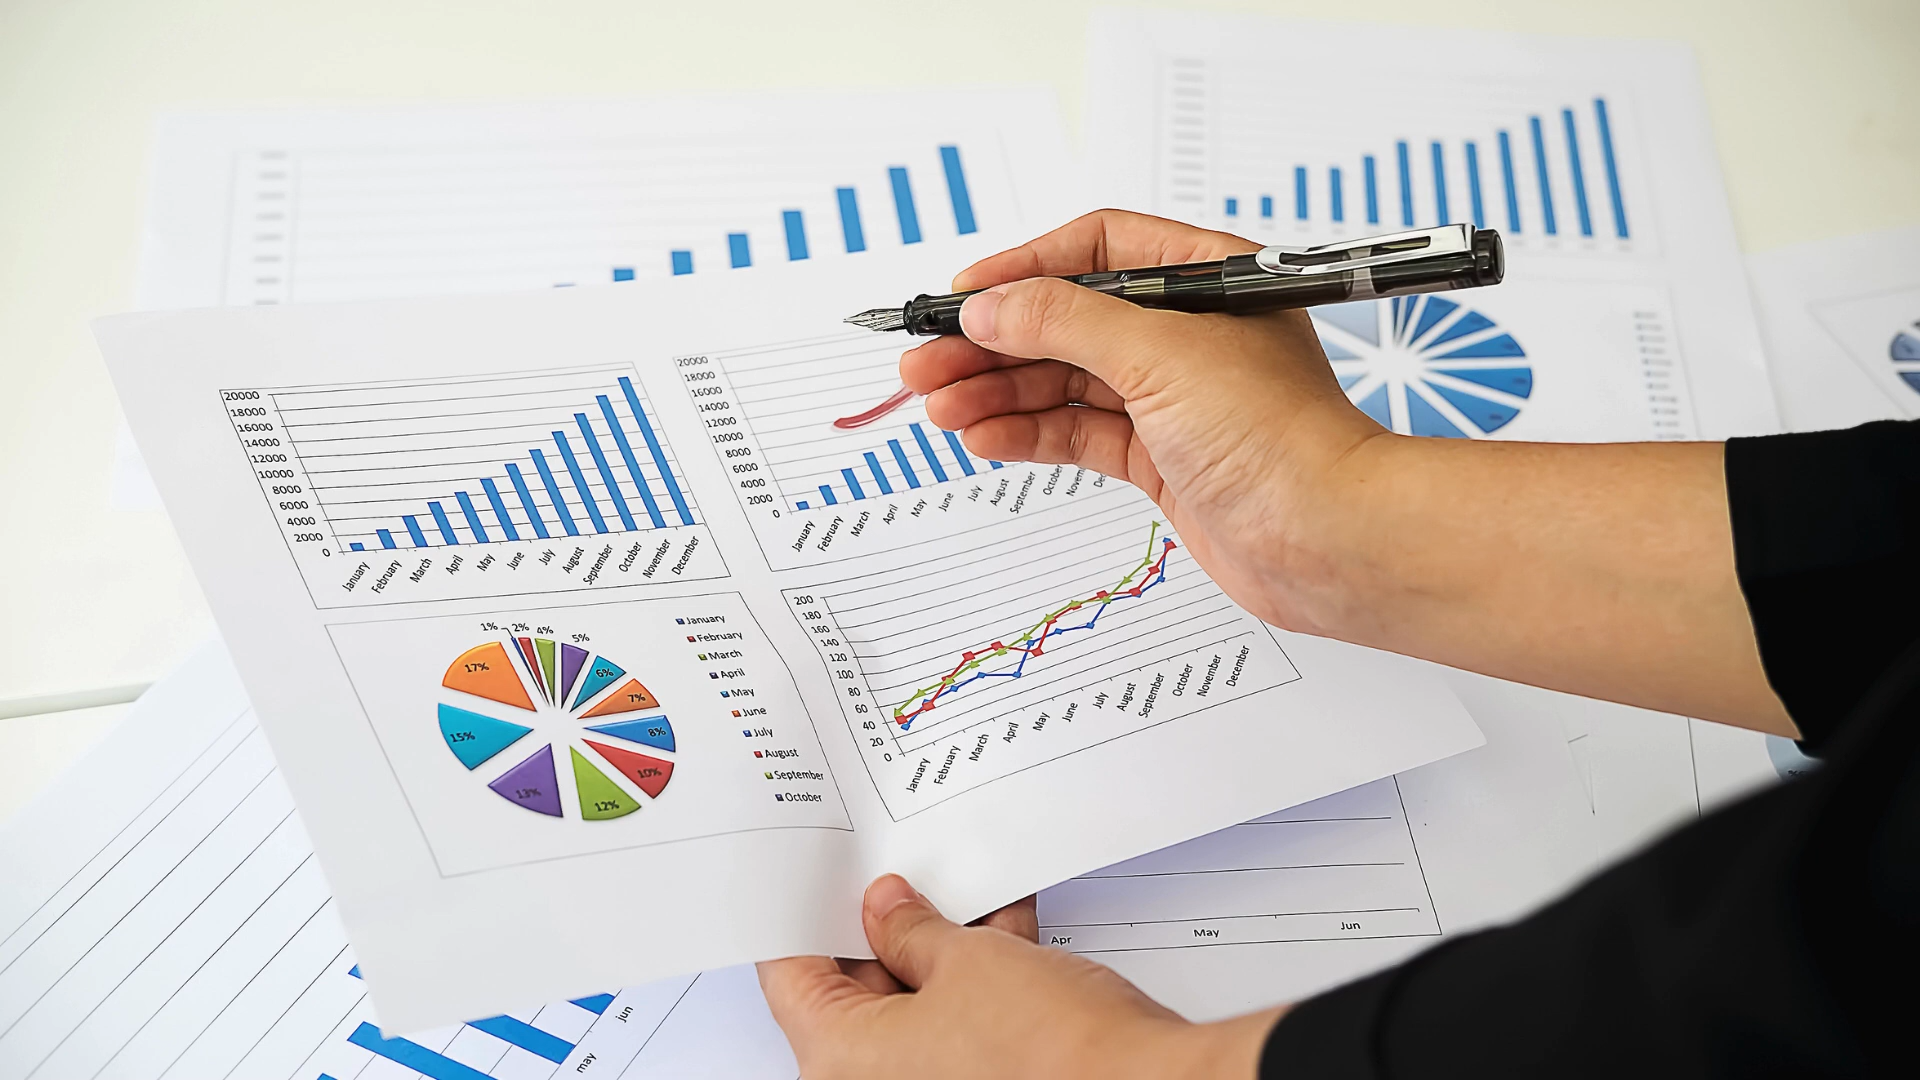 20000
18000
16000
14000
12000
10000
8000
6000
4000
2000
0
January
February
March
April
May
June
July
August
September
October
November
December
20000
18000
16000
14000
12000
10000
8000
6000
4000
2000
0
January
February
March
April
May
June
July
August
September
October
Novem
De
1%
2%
4%
5%
6%
7%
8%
10%
12%
13%
15%
17%
January
February
March
April
May
June
July
August
September
October
200
180
160
140
120
100
80
60
40
20
0
January
February
March
April
May
June
July
August
September
October
November
December
Apr
May
Jun
may
jun